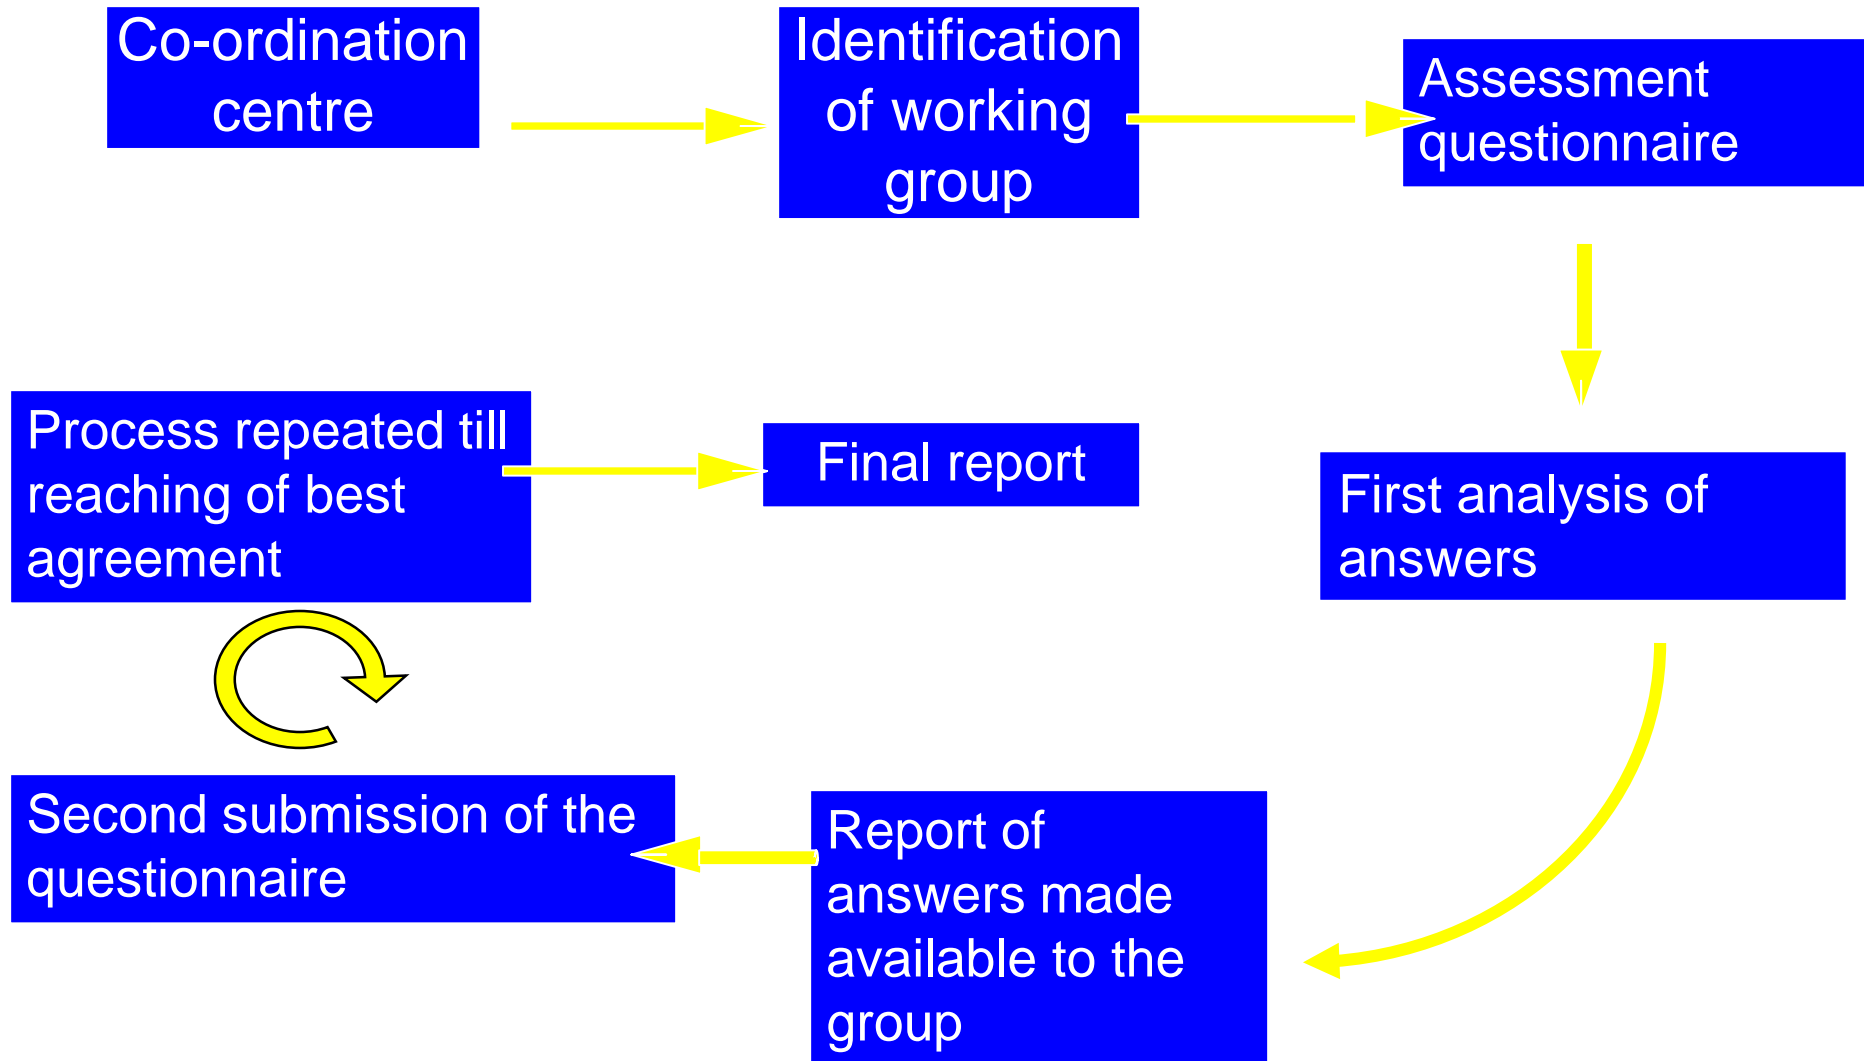 Co-ordination
centre
Identification
of working
group
Assessment
questionnaire
Process repeated till
reaching of best
agreement
Final report
First analysis of
answers
Second submission of the
questionnaire
Report of
answers made
available to the
group